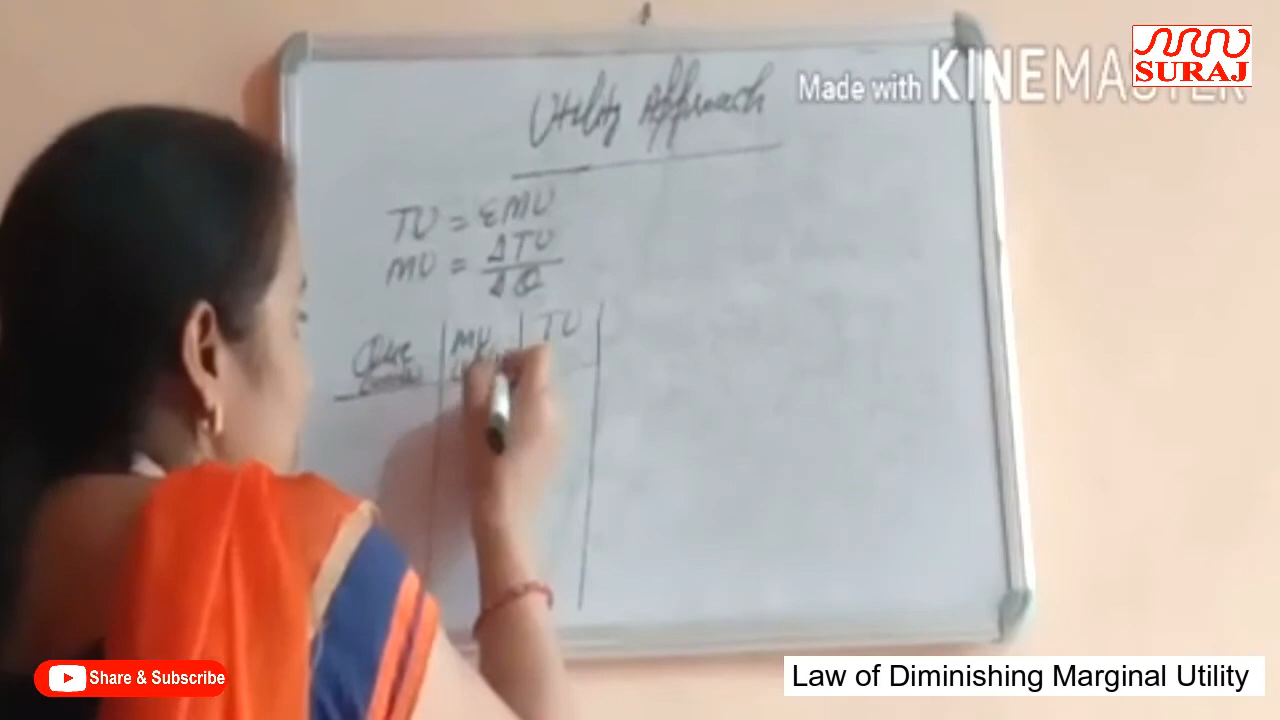 Made with KINEMASTER
SURAJ
Utility Approach
TU = ΣMU
MU = ΔTU / ΔQ
MU TU
Share & Subscribe
Law of Diminishing Marginal Utility